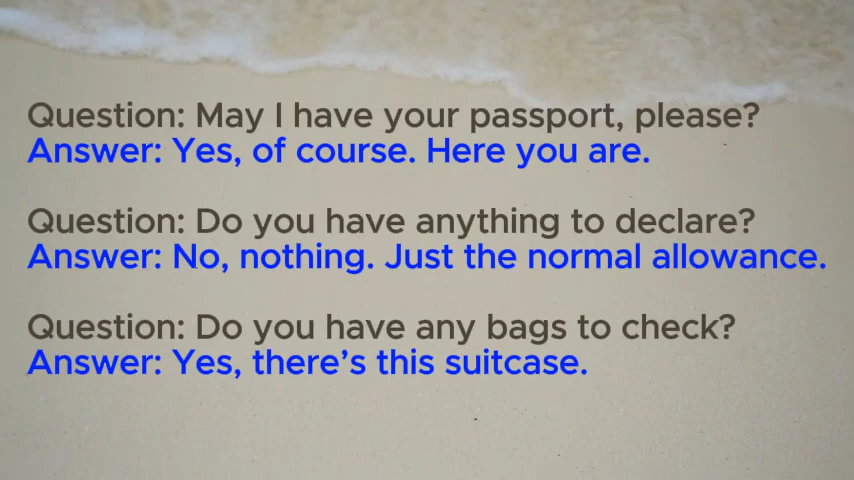 Question: May I have your passport, please?
Answer: Yes, of course. Here you are.
Question: Do you have anything to declare?
Answer: No, nothing. Just the normal allowance.
Question: Do you have any bags to check?
Answer: Yes, there’s this suitcase.